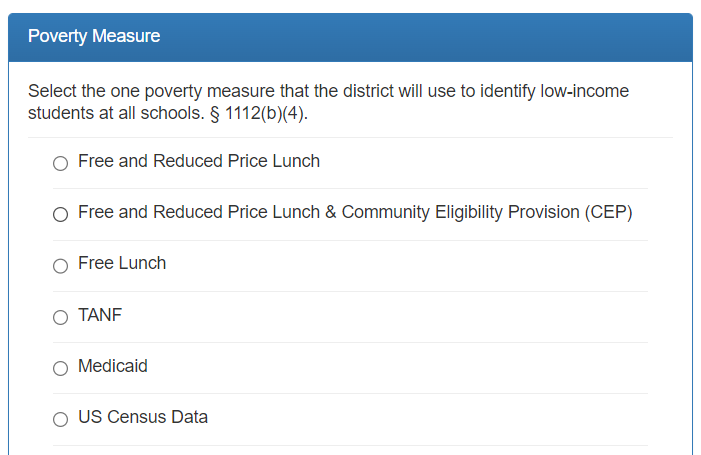 Poverty Measure
Select the one poverty measure that the district will use to identify low-income
students at all schools. § 1112(b)(4).
Free and Reduced Price Lunch
Free and Reduced Price Lunch & Community Eligibility Provision (CEP)
Free Lunch
TANF
Medicaid
US Census Data